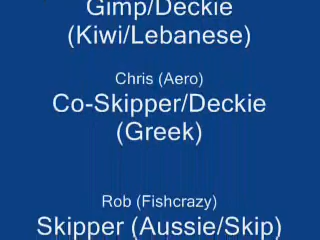 Gimp/Deckie
(Kiwi/Lebanese)
Chris (Aero)
Co-Skipper/Deckie
(Greek)
Rob (Fishcrazy)
Skipper (Aussie/Skip)